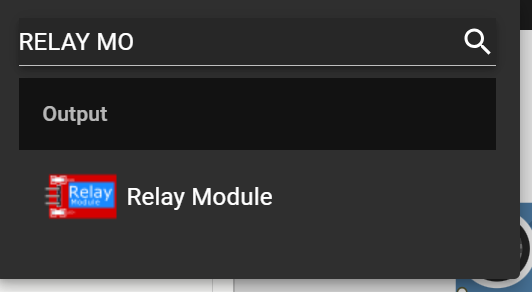 RELAY MO
Output
Relay
Module
Relay Module